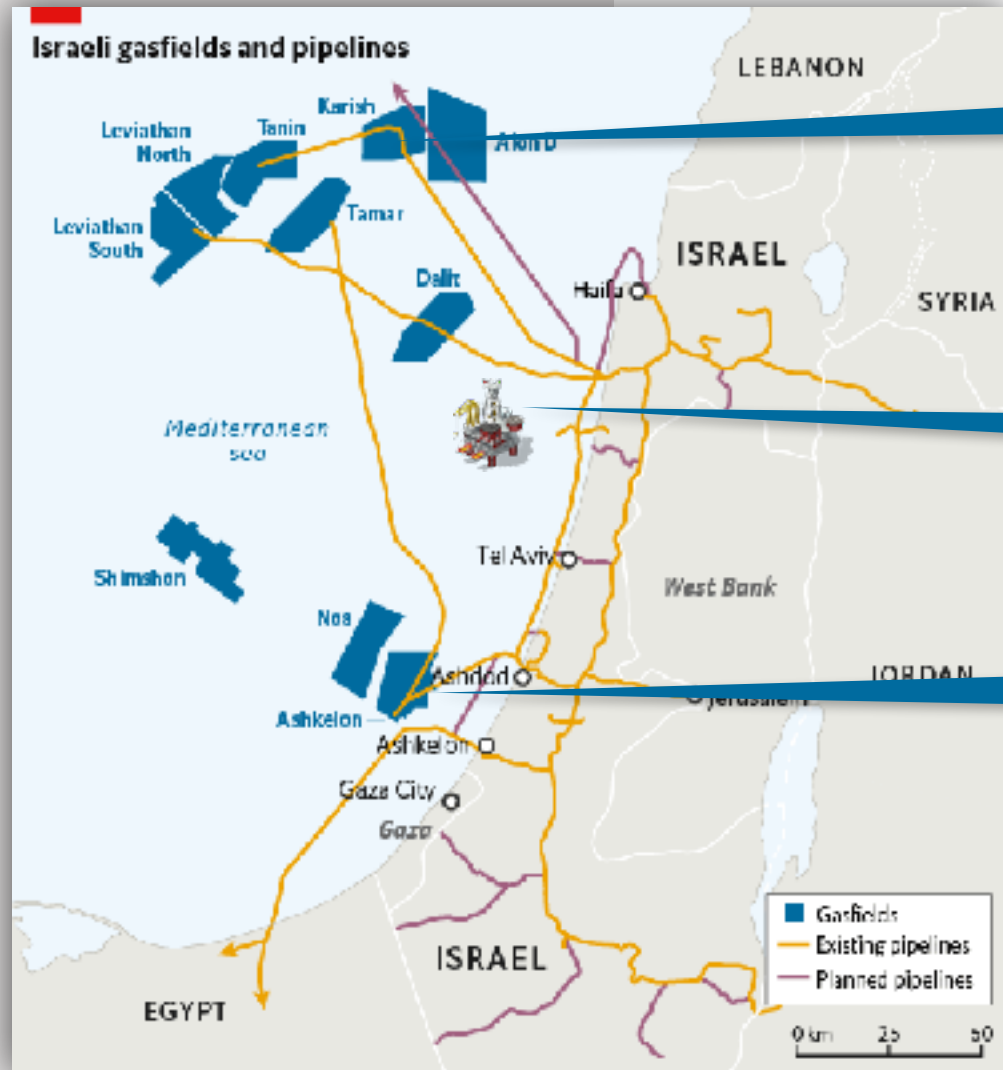 Israeli gasfields and pipelines
LEBANON
Karish
Leviathan
North
Tanin
Alon D
Tamar
Leviathan
South
ISRAEL
Dalit
Haifa
SYRIA
Mediterranean
sea
Tel Aviv
Shimshon
West Bank
Noa
JORDAN
Ashdod
Jerusalem
Ashkelon
Ashkelon
Gaza City
Gaza
Gasfields
Existing pipelines
ISRAEL
Planned pipelines
EGYPT
0 km 25 50